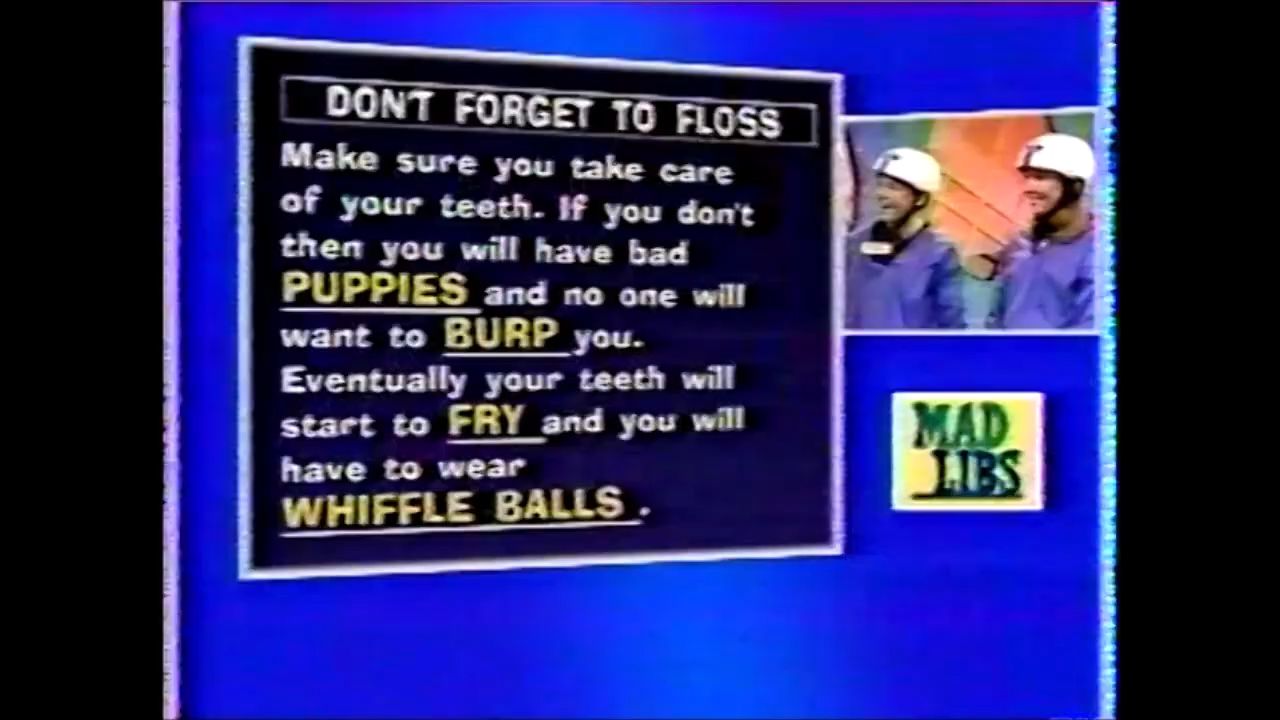 DON'T FORGET TO FLOSS
Make sure you take care
of your teeth. If you don't
then you will have bad
PUPPIES and no one will
want to BURP you.
Eventually your teeth will
start to FRY and you will
have to wear
WHIFFLE BALLS.
MAD
LIBS